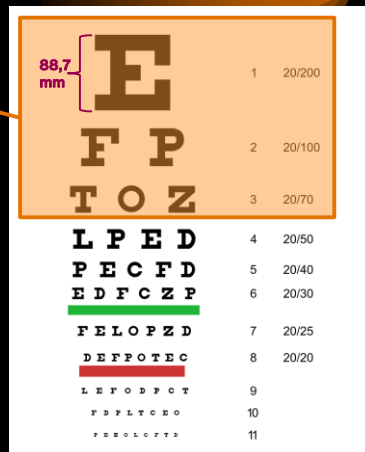 88,7
mm
E 1 20/200
F P 2 20/100
T O Z 3 20/70
L P E D 4 20/50
P E C F D 5 20/40
E D F C Z P 6 20/30
F E L O P Z D 7 20/25
D E F P O T E C 8 20/20
L E F O D P C T 9
F D P L T C E O 10
P E Z O L C F T D 11